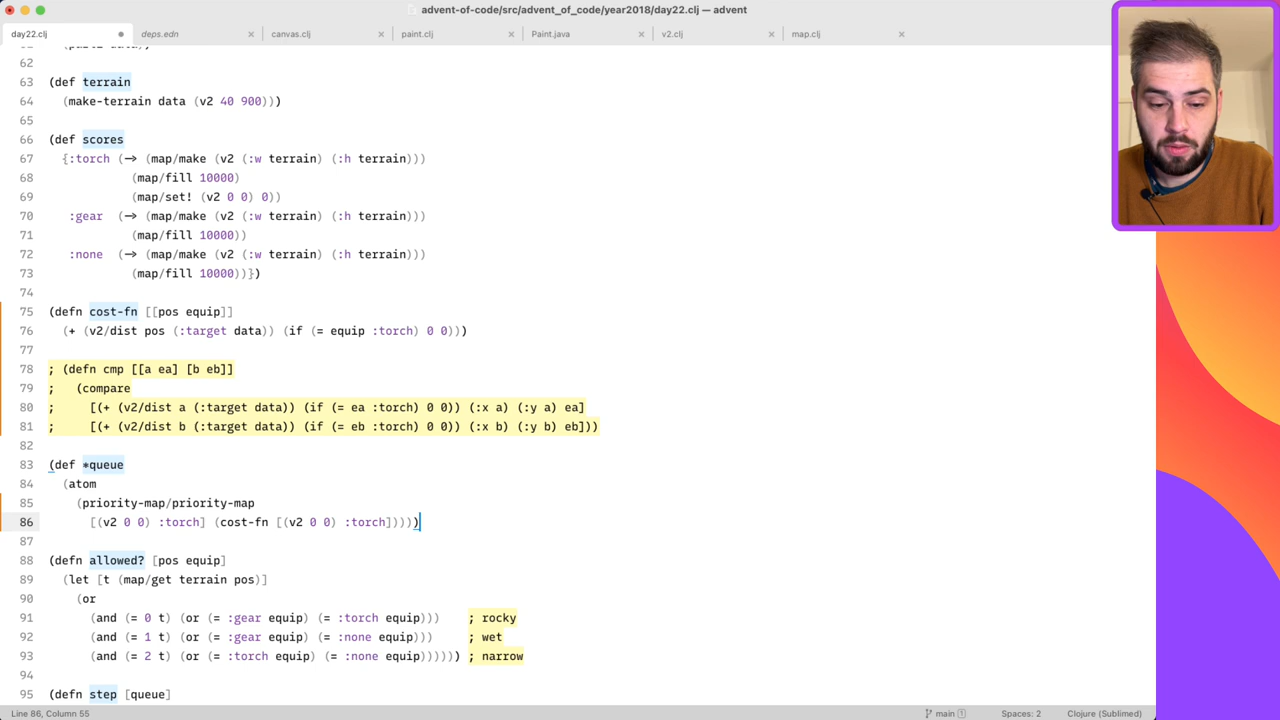 advent-of-code/src/advent_of_code/year2018/day22.clj — advent
day22.clj deps.edn canvas.clj paint.clj Paint.java v2.clj map.clj
62
63 (def terrain
64 (make-terrain data (v2 40 900)))
65
66 (def scores
67 {:torch (-> (map/make (v2 (:w terrain) (:h terrain)))
68 (map/fill 10000)
69 (map/set! (v2 0 0) 0))
70 :gear (-> (map/make (v2 (:w terrain) (:h terrain)))
71 (map/fill 10000))
72 :none (-> (map/make (v2 (:w terrain) (:h terrain)))
73 (map/fill 10000))})
74
75 (defn cost-fn [[pos equip]]
76 (+ (v2/dist pos (:target data)) (if (= equip :torch) 0 0)))
77
78 ; (defn cmp [[a ea] [b eb]]
79 ; (compare
80 ; [(+ (v2/dist a (:target data)) (if (= ea :torch) 0 0)) (:x a) (:y a) ea]
81 ; [(+ (v2/dist b (:target data)) (if (= eb :torch) 0 0)) (:x b) (:y b) eb]))
82
83 (def *queue
84 (atom
85 (priority-map/priority-map
86 [(v2 0 0) :torch] (cost-fn [(v2 0 0) :torch]))))
87
88 (defn allowed? [pos equip]
89 (let [t (map/get terrain pos)]
90 (or
91 (and (= 0 t) (or (= :gear equip) (= :torch equip))) ; rocky
92 (and (= 1 t) (or (= :gear equip) (= :none equip))) ; wet
93 (and (= 2 t) (or (= :torch equip) (= :none equip))))) ; narrow
94
95 (defn step [queue]
Line 86, Column 55 main 1 Spaces: 2 Clojure (Sublimed)